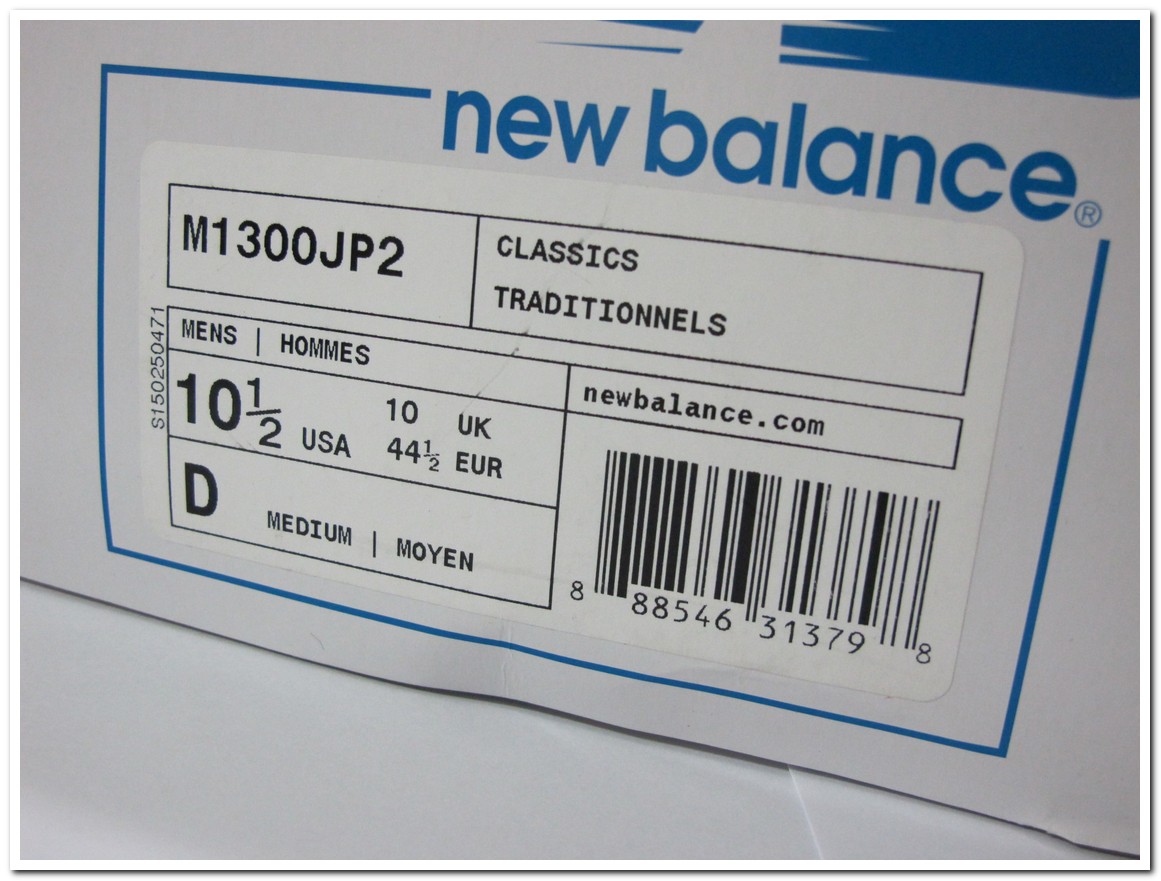 new balance®
M1300JP2
CLASSICS
TRADITIONNELS
S150250471
MENS | HOMMES
10½ USA
10 UK
44½ EUR
D
MEDIUM | MOYEN
newbalance.com
8 88546 31379 8